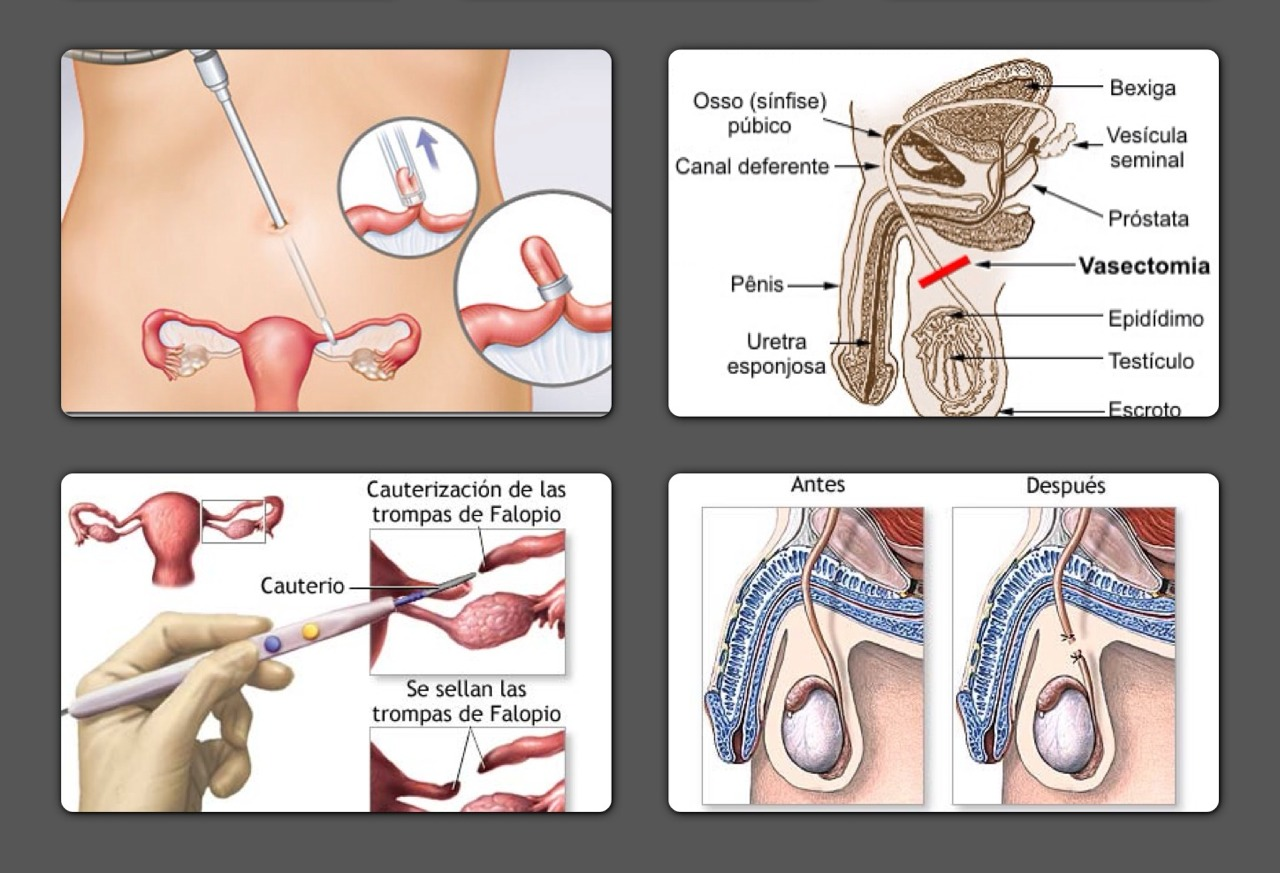 Osso (sínfise)
púbico
Canal deferente
Pênis
Uretra
esponjosa
Bexiga
Vesícula
seminal
Próstata
Vasectomia
Epidídimo
Testículo
Escroto
Cauterización de las
trompas de Falopio
Cauterio
Se sellan las
trompas de Falopio
Antes
Después